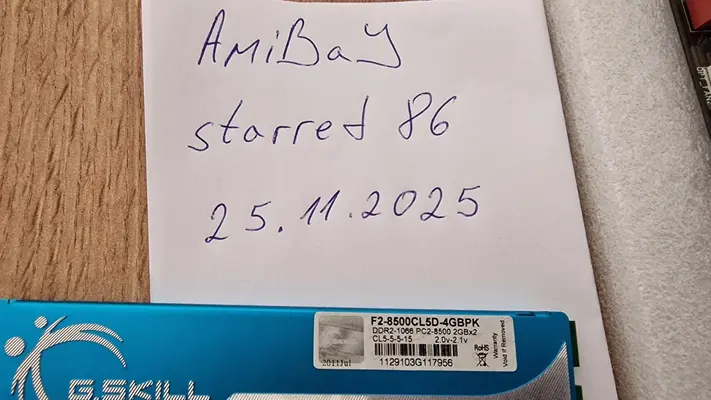 AmiBaY
starred 86
25.11.2025
F2-8500CL5D-4GBPK
DDR2-1066 PC2-8500 2GBx2
CL5-5-5-15 2.0v-2.1v
2011Jul
1129103G117956
RoHS
Warranty
Void If Removed
G.SKILL